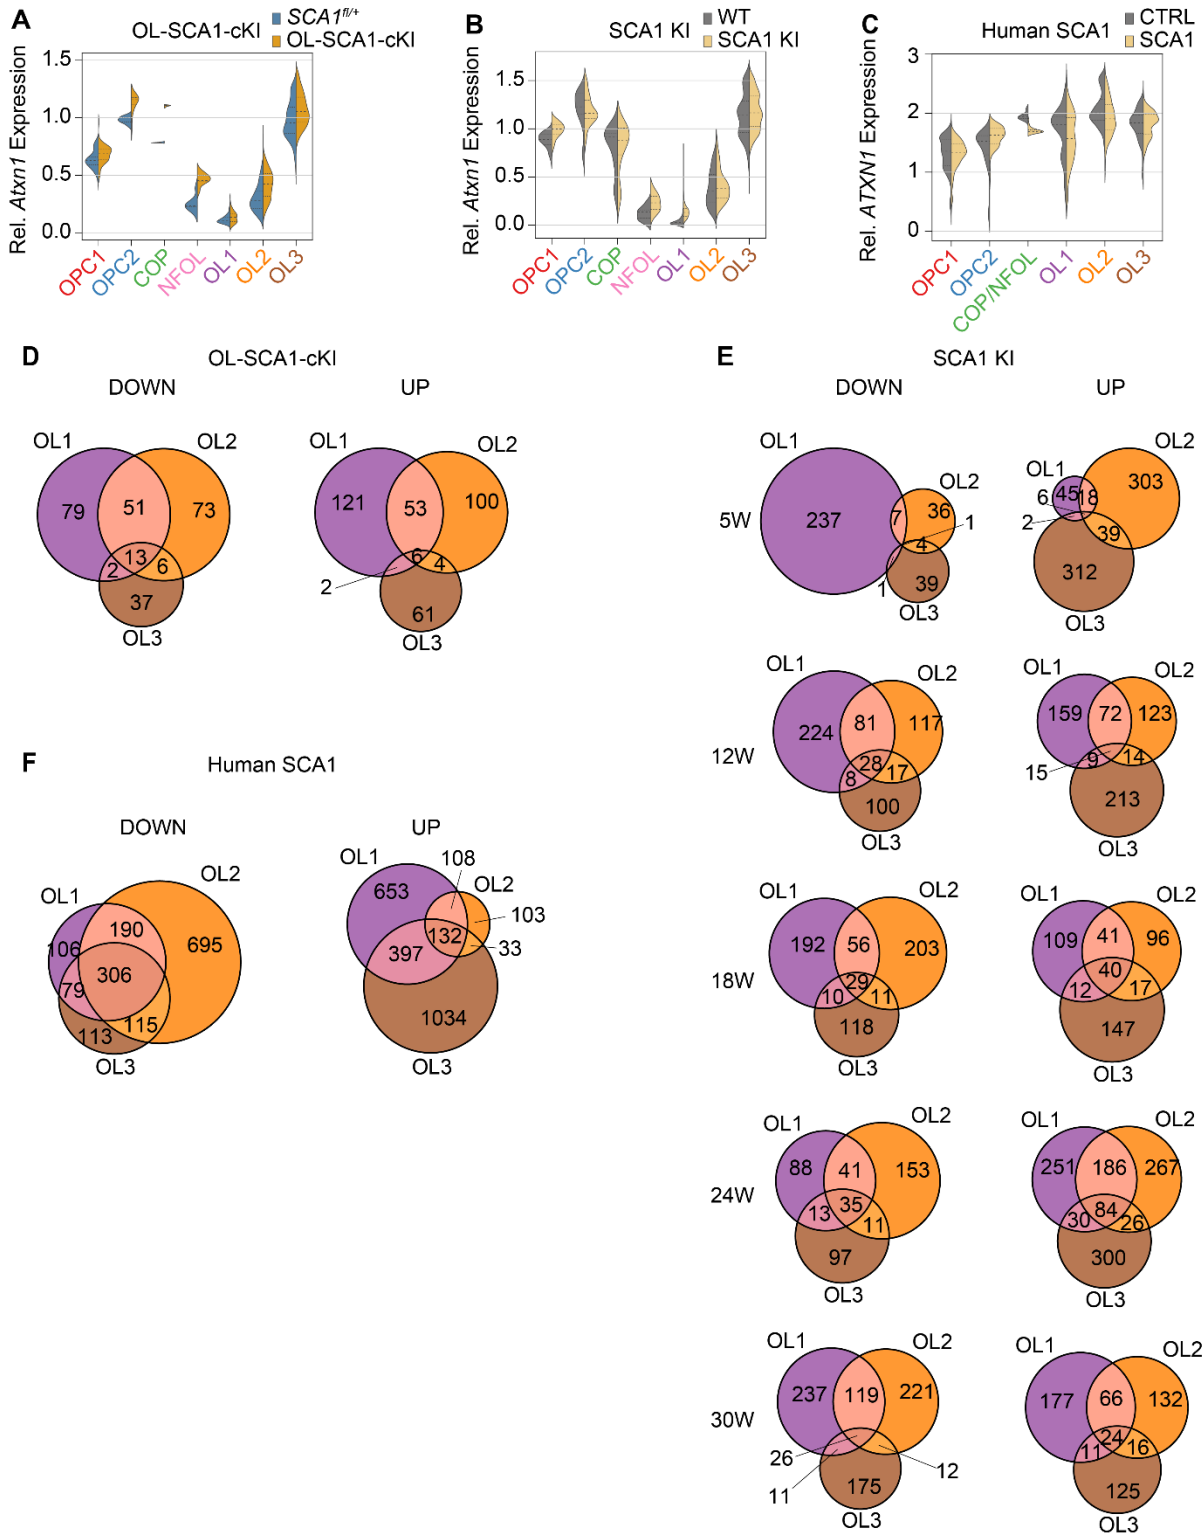 A
OL-SCA1-cKI
SCA1fl/+
OL-SCA1-cKI
Rel. Atxn1 Expression
1.5
1.0
0.5
0.0
OPC1
OPC2
COP
NFOL
OL1
OL2
OL3
B
SCA1 KI
WT
SCA1 KI
Rel. Atxn1 Expression
1.5
1.0
0.5
0.0
OPC1
OPC2
COP
NFOL
OL1
OL2
OL3
C
Human SCA1
CTRL
SCA1
Rel. ATXN1 Expression
3
2
1
0
OPC1
OPC2
COP/NFOL
OL1
OL2
OL3
D
OL-SCA1-cKI
DOWN
OL1
OL2
79
51
73
13
2
6
37
OL3
UP
OL1
OL2
121
53
100
6
4
2
61
OL3
E
SCA1 KI
DOWN
UP
5W
OL1
OL2
237
7
36
1
4
1
39
OL3
OL1
OL2
6
45
18
303
2
39
312
OL3
12W
OL1
OL2
224
81
117
28
8
17
100
OL3
OL1
OL2
159
72
123
15
9
14
213
OL3
18W
OL1
OL2
192
56
203
29
10
11
118
OL3
OL1
OL2
109
41
96
40
12
17
147
OL3
24W
OL1
OL2
88
41
153
35
13
11
97
OL3
OL1
OL2
251
186
267
84
30
26
300
OL3
30W
OL1
OL2
237
119
221
26
11
12
175
OL3
OL1
OL2
177
66
132
24
11
16
125
OL3
F
Human SCA1
DOWN
OL1
OL2
106
190
695
306
79
115
113
OL3
UP
OL1
108
OL2
653
103
132
33
397
1034
OL3